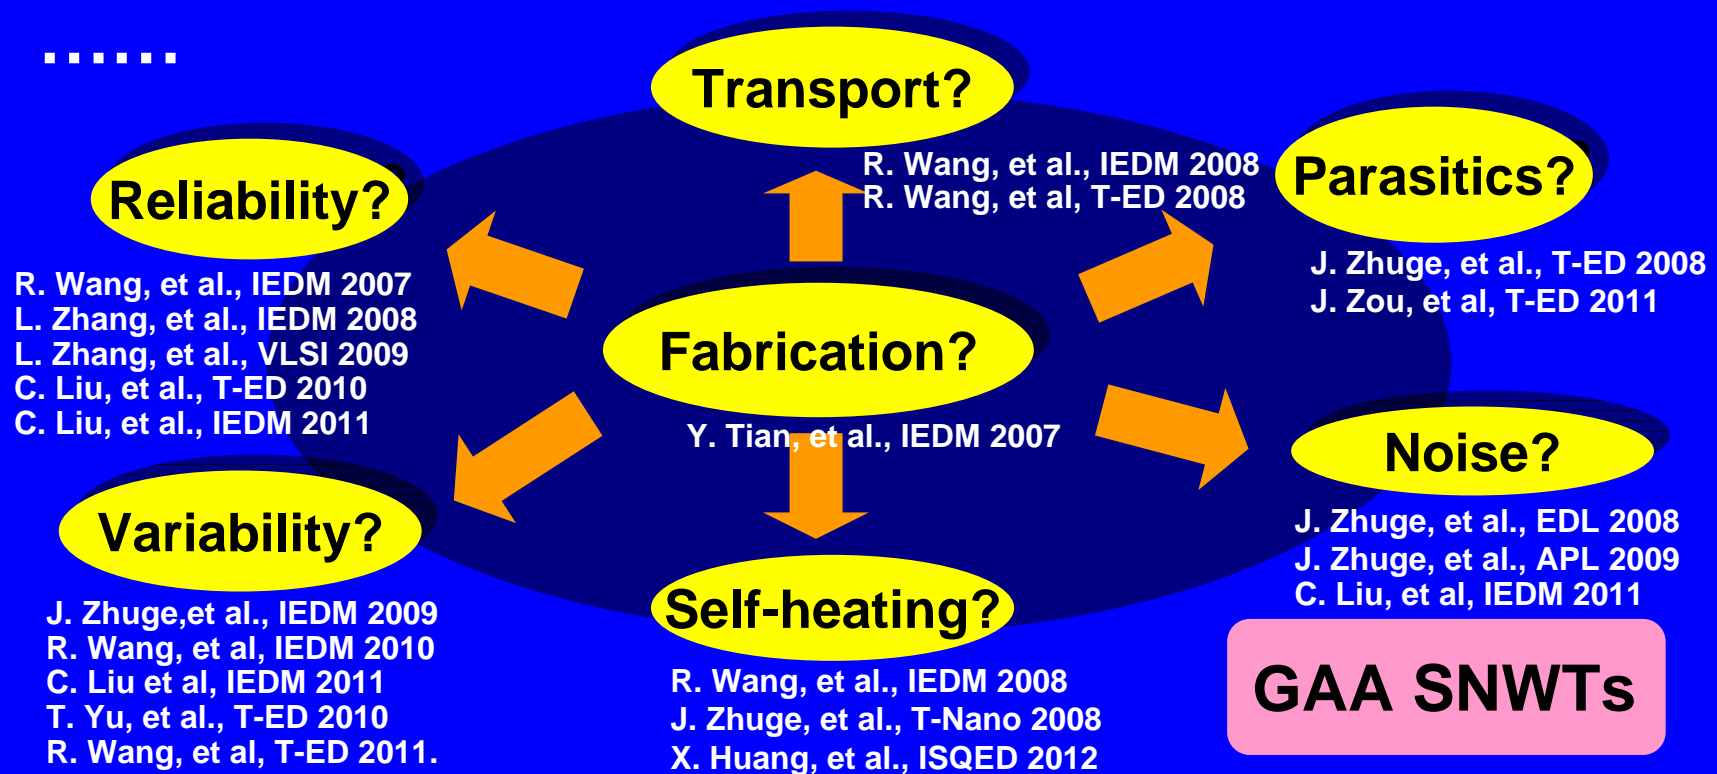 ......
Transport?
R. Wang, et al., IEDM 2008
R. Wang, et al, T-ED 2008
Parasitics?
J. Zhuge, et al., T-ED 2008
J. Zou, et al, T-ED 2011
Reliability?
R. Wang, et al., IEDM 2007
L. Zhang, et al., IEDM 2008
L. Zhang, et al., VLSI 2009
C. Liu, et al., T-ED 2010
C. Liu, et al., IEDM 2011
Fabrication?
Y. Tian, et al., IEDM 2007
Noise?
J. Zhuge, et al., EDL 2008
J. Zhuge, et al., APL 2009
C. Liu, et al, IEDM 2011
Variability?
J. Zhuge,et al., IEDM 2009
R. Wang, et al, IEDM 2010
C. Liu et al, IEDM 2011
T. Yu, et al., T-ED 2010
R. Wang, et al, T-ED 2011.
Self-heating?
R. Wang, et al., IEDM 2008
J. Zhuge, et al., T-Nano 2008
X. Huang, et al., ISQED 2012
GAA SNWTs